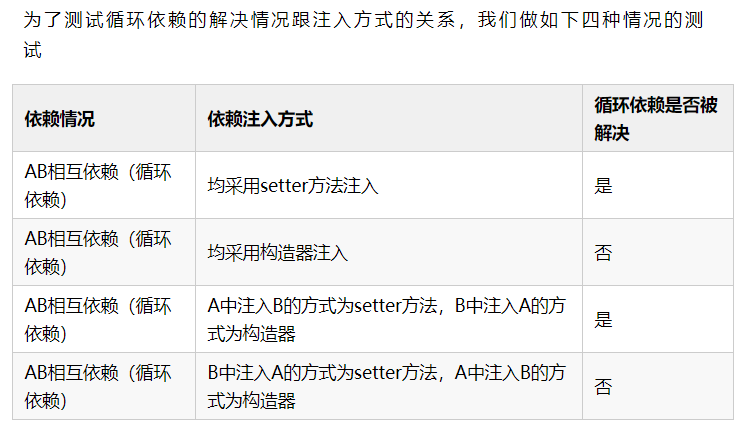 为了测试循环依赖的解决情况跟注入方式的关系，我们做如下四种情况的测
试
依赖情况
依赖注入方式
循环依赖是否被
解决
AB相互依赖（循环
依赖）
均采用setter方法注入
是
AB相互依赖（循环
依赖）
均采用构造器注入
否
AB相互依赖（循环
依赖）
A中注入B的方式为setter方法，B中注入A的方
式为构造器
是
AB相互依赖（循环
依赖）
B中注入A的方式为setter方法，A中注入B的方
式为构造器
否